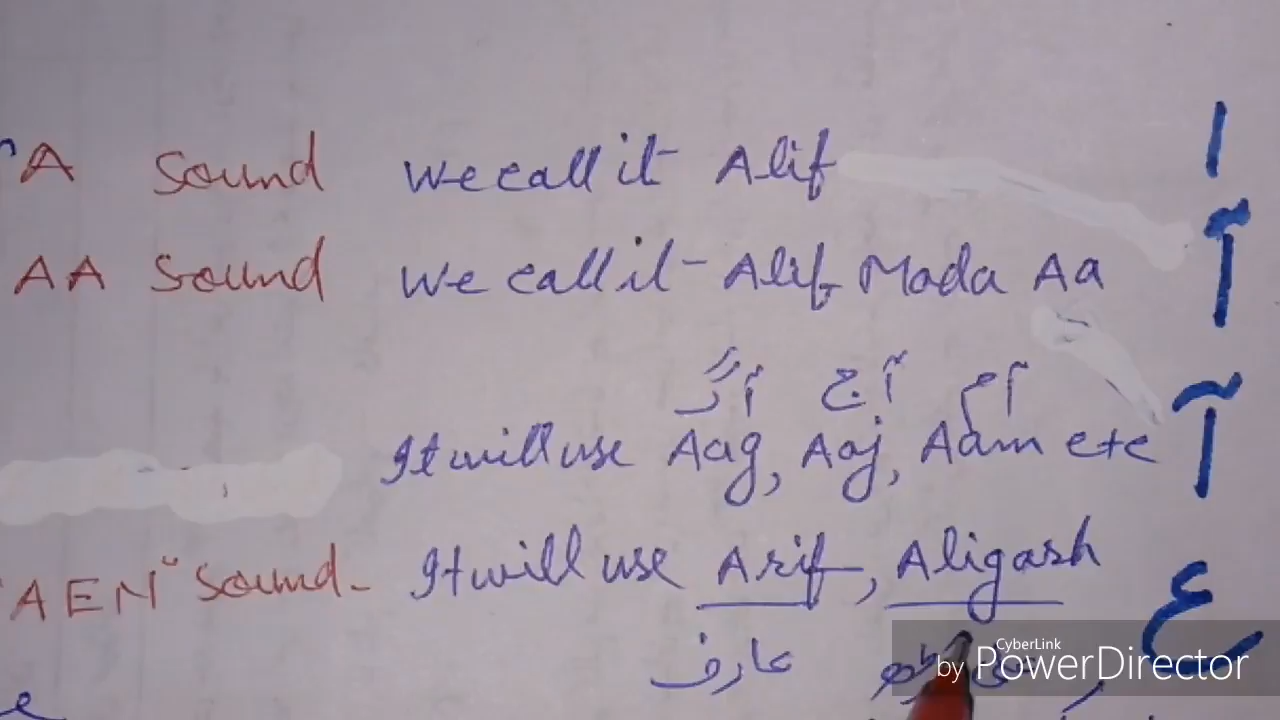 "A Sound We call it Alif ا
AA Sound We call it Alif Mada Aa آ
آگ آج آم
It will use Aag, Aaj, Aam etc آ
"AEN" Sound - It will use Arif, Aligarh ع
عارف
CyberLink
by PowerDirector